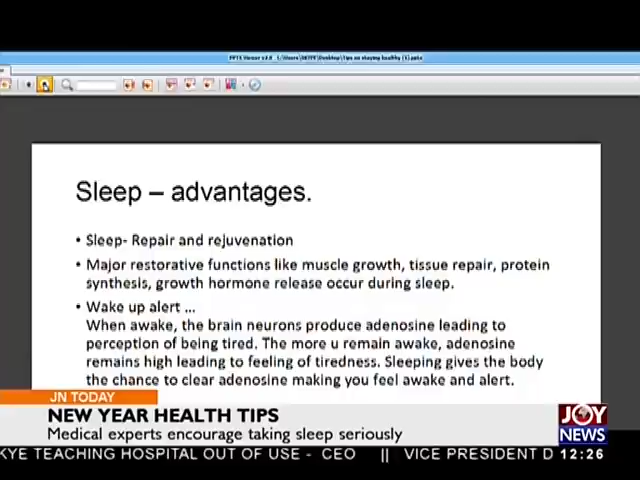 PPTX Viewer
Sleep – advantages.
• Sleep- Repair and rejuvenation
• Major restorative functions like muscle growth, tissue repair, protein
synthesis, growth hormone release occur during sleep.
• Wake up alert ...
When awake, the brain neurons produce adenosine leading to
perception of being tired. The more u remain awake, adenosine
remains high leading to feeling of tiredness. Sleeping gives the body
the chance to clear adenosine making you feel awake and alert.
JN TODAY
NEW YEAR HEALTH TIPS
Medical experts encourage taking sleep seriously
JOY
NEWS
KYE TEACHING HOSPITAL OUT OF USE - CEO || VICE PRESIDENT D 12:26